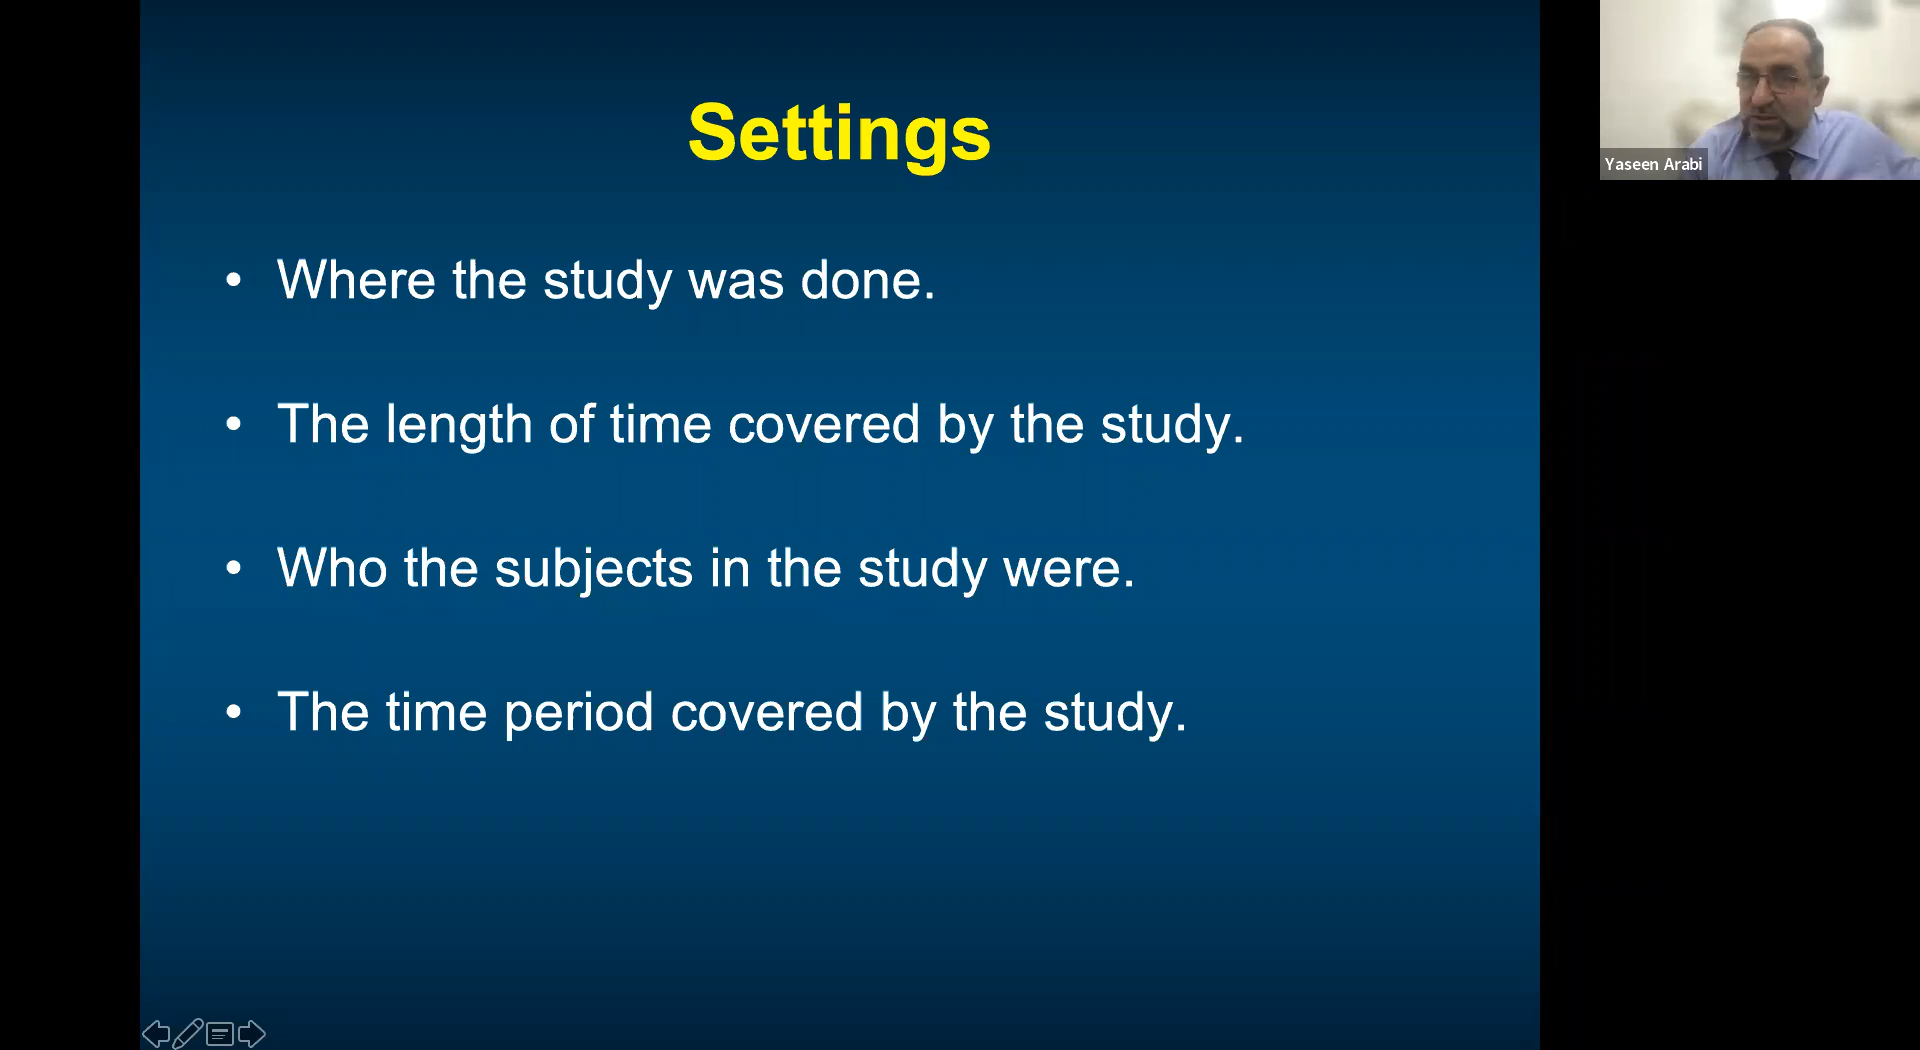 Settings
• Where the study was done.
• The length of time covered by the study.
• Who the subjects in the study were.
• The time period covered by the study.
Yaseen Arabi